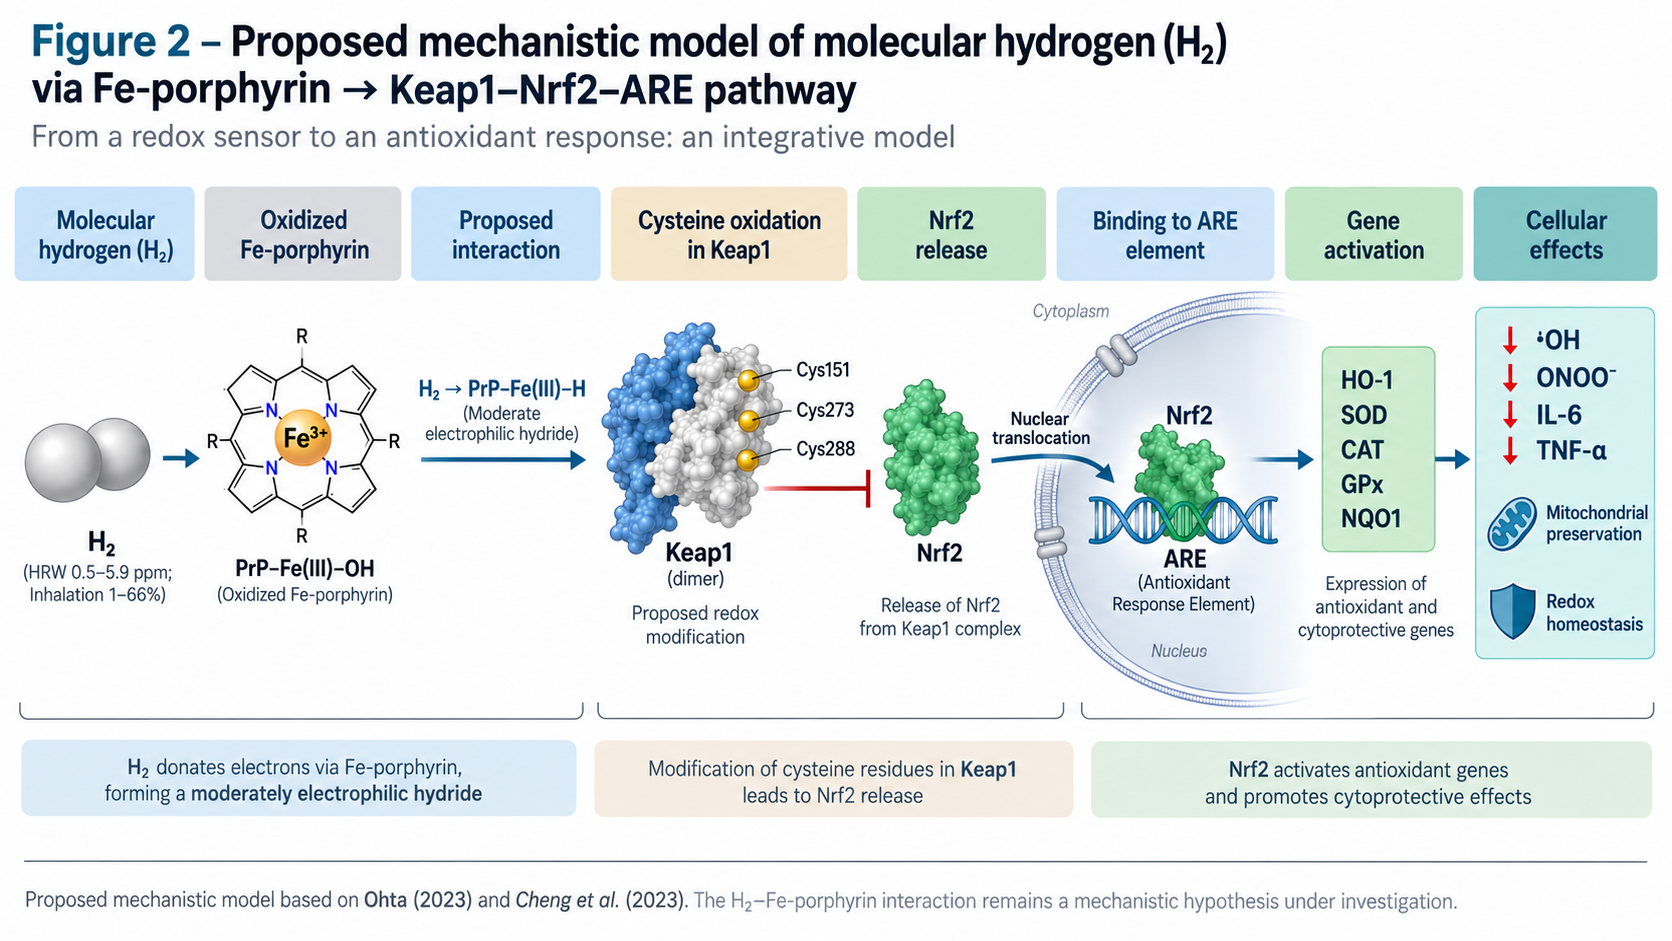 Figure 2 – Proposed mechanistic model of molecular hydrogen (H₂)
via Fe-porphyrin → Keap1–Nrf2–ARE pathway
From a redox sensor to an antioxidant response: an integrative model
Molecular
hydrogen (H₂)
Oxidized
Fe-porphyrin
Proposed
interaction
Cysteine oxidation
in Keap1
Nrf2
release
Binding to ARE
element
Gene
activation
Cellular
effects
H₂
(HRW 0.5–5.9 ppm;
Inhalation 1–66%)
R
N N
R Fe³⁺ R
N N
R
PrP–Fe(III)–OH
(Oxidized Fe-porphyrin)
H₂ → PrP–Fe(III)–H
(Moderate
electrophilic hydride)
Cys151
Cys273
Cys288
Keap1
(dimer)
Proposed redox
modification
Nrf2
Release of Nrf2
from Keap1 complex
Cytoplasm
Nuclear
translocation
Nrf2
ARE
(Antioxidant
Response Element)
Nucleus
HO-1
SOD
CAT
GPx
NQO1
Expression of
antioxidant and
cytoprotective genes
↓ ·OH
↓ ONOO⁻
↓ IL-6
↓ TNF-α
Mitochondrial
preservation
Redox
homeostasis
H₂ donates electrons via Fe-porphyrin,
forming a moderately electrophilic hydride
Modification of cysteine residues in Keap1
leads to Nrf2 release
Nrf2 activates antioxidant genes
and promotes cytoprotective effects
Proposed mechanistic model based on Ohta (2023) and Cheng et al. (2023). The H₂–Fe-porphyrin interaction remains a mechanistic hypothesis under investigation.